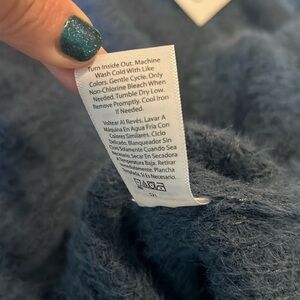 Turn Inside Out. Machine
Wash Cold With Like
Colors. Gentle Cycle. Only
Non-Chlorine Bleach When
Needed. Tumble Dry Low.
Remove Promptly. Cool Iron
If Needed.
Voltear Al Revés. Lavar A
Máquina En Agua Fría Con
Colores Similares. Ciclo
Delicado. Blanqueador Sin
Cloro Solamente Cuando Sea
Necesario. Secar En Secadora
A Temperatura Baja. Retirar
Inmediatamente. Plancha
Templada, Si Es Necesario.